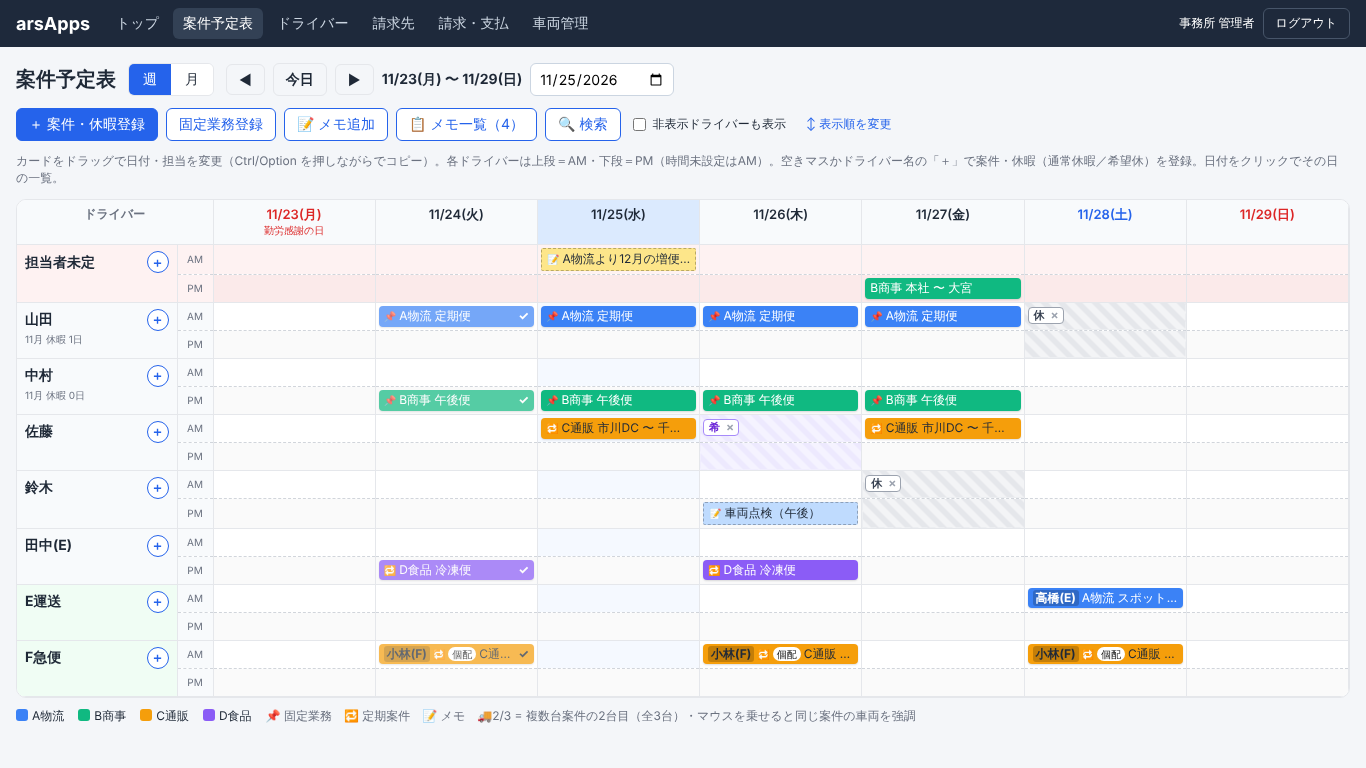 arsApps トップ 案件予定表 ドライバー 請求先 請求・支払 車両管理 事務所 管理者 ログアウト
案件予定表 週 月 ◀ 今日 ▶ 11/23(月) 〜 11/29(日) 11/25/2026
＋ 案件・休暇登録 固定業務登録 📝 メモ追加 📋 メモ一覧（4） 🔍 検索 非表示ドライバーも表示 ↕ 表示順を変更
カードをドラッグで日付・担当を変更（Ctrl/Option を押しながらでコピー）。各ドライバーは上段＝AM・下段＝PM（時間未設定はAM）。空きマスかドライバー名の「＋」で案件・休暇（通常休暇／希望休）を登録。日付をクリックでその日
の一覧。
ドライバー 11/23(月) 11/24(火) 11/25(水) 11/26(木) 11/27(金) 11/28(土) 11/29(日)
勤労感謝の日
担当者未定 + AM 📝 A物流より12月の増便…
PM B商事 本社 〜 大宮
山田 + AM 📌 A物流 定期便 ✓ 📌 A物流 定期便 📌 A物流 定期便 📌 A物流 定期便 休 ×
11月 休暇 1日 PM
中村 + AM
11月 休暇 0日 PM 📌 B商事 午後便 ✓ 📌 B商事 午後便 📌 B商事 午後便 📌 B商事 午後便
佐藤 + AM 🔁 C通販 市川DC 〜 千… 希 × 🔁 C通販 市川DC 〜 千…
PM
鈴木 + AM 休 ×
PM 📝 車両点検（午後）
田中(E) + AM
PM 🔁 D食品 冷凍便 ✓ 🔁 D食品 冷凍便
E運送 + AM 高橋(E) A物流 スポット…
PM
F急便 + AM 小林(F) 🔁 個配 C通… ✓ 小林(F) 🔁 個配 C通販 … 小林(F) 🔁 個配 C通販 …
PM
A物流 B商事 C通販 D食品 📌 固定業務 🔁 定期案件 📝 メモ 🚚2/3 = 複数台案件の2台目（全3台）・マウスを乗せると同じ案件の車両を強調